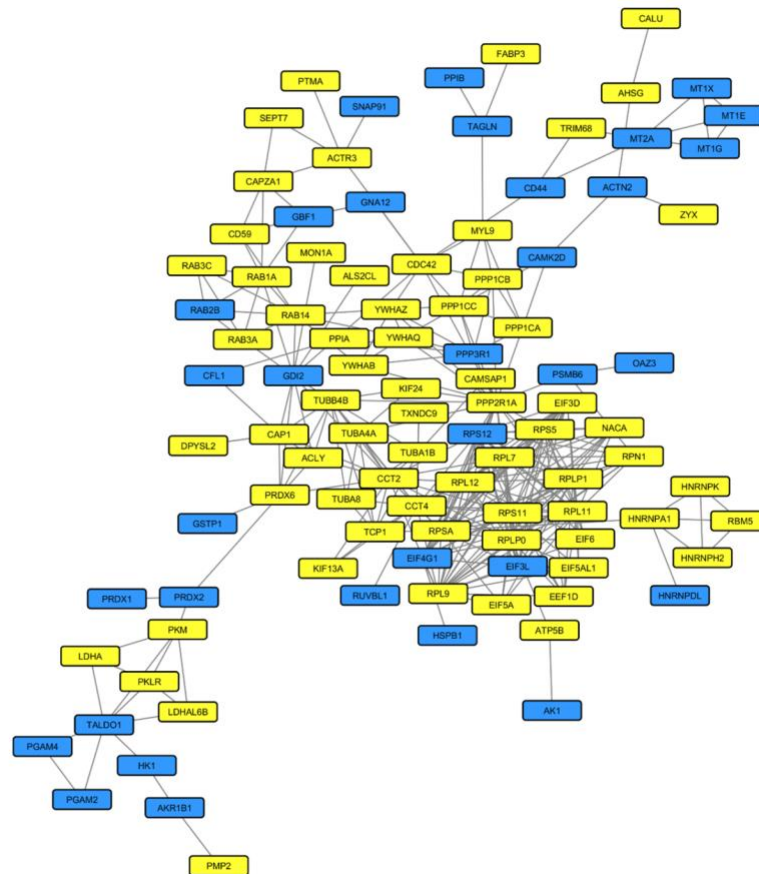 CALU
FABP3
PPIB
PTMA
SNAP91
AHSG
MT1X
SEPT7
TAGLN
TRIM68
MT1E
MT2A
MT1G
ACTR3
CAPZA1
CD44
ACTN2
GNA12
GBF1
ZYX
CD59
MYL9
MON1A
CAMK2D
RAB3C
CDC42
RAB1A
ALS2CL
PPP1CB
RAB2B
RAB14
YWHAZ
PPP1CC
PPP1CA
RAB3A
PPIA
YWHAQ
PPP3R1
OAZ3
YWHAB
CFL1
GDI2
CAMSAP1
PSMB6
KIF24
TUBB4B
PPP2R1A
EIF3D
TXNDC9
CAP1
TUBA4A
RPS12
RPS5
NACA
DPYSL2
ACLY
TUBA1B
RPL7
RPN1
CCT2
RPL12
RPLP1
HNRNPK
PRDX6
TUBA8
CCT4
RPS11
RPL11
HNRNPA1
RBM5
GSTP1
TCP1
RPSA
RPLP0
EIF6
EIF4G1
HNRNPH2
KIF13A
EIF3L
EIF5AL1
PRDX1
PRDX2
RUVBL1
RPL9
EIF5A
EEF1D
HNRNPDL
PKM
HSPB1
ATP5B
LDHA
PKLR
LDHAL6B
AK1
TALDO1
PGAM4
HK1
PGAM2
AKR1B1
PMP2